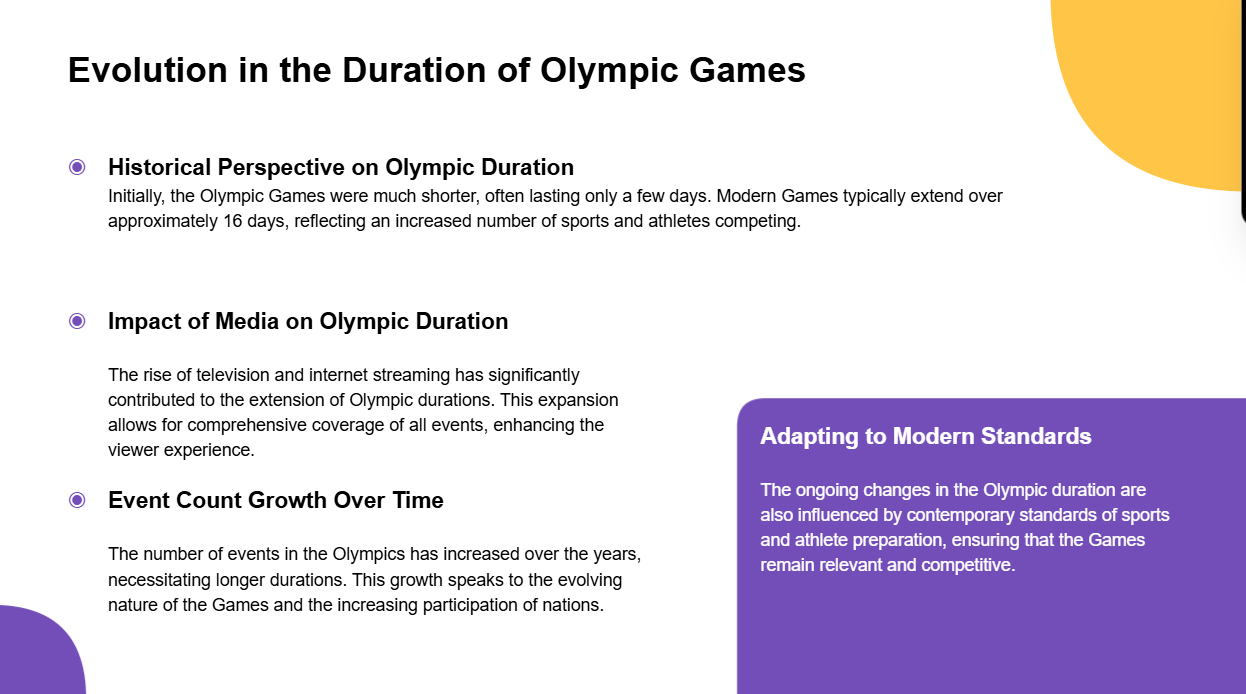 Evolution in the Duration of Olympic Games
Historical Perspective on Olympic Duration
Initially, the Olympic Games were much shorter, often lasting only a few days. Modern Games typically extend over
approximately 16 days, reflecting an increased number of sports and athletes competing.
Impact of Media on Olympic Duration
The rise of television and internet streaming has significantly
contributed to the extension of Olympic durations. This expansion
allows for comprehensive coverage of all events, enhancing the
viewer experience.
Event Count Growth Over Time
The number of events in the Olympics has increased over the years,
necessitating longer durations. This growth speaks to the evolving
nature of the Games and the increasing participation of nations.
Adapting to Modern Standards
The ongoing changes in the Olympic duration are
also influenced by contemporary standards of sports
and athlete preparation, ensuring that the Games
remain relevant and competitive.